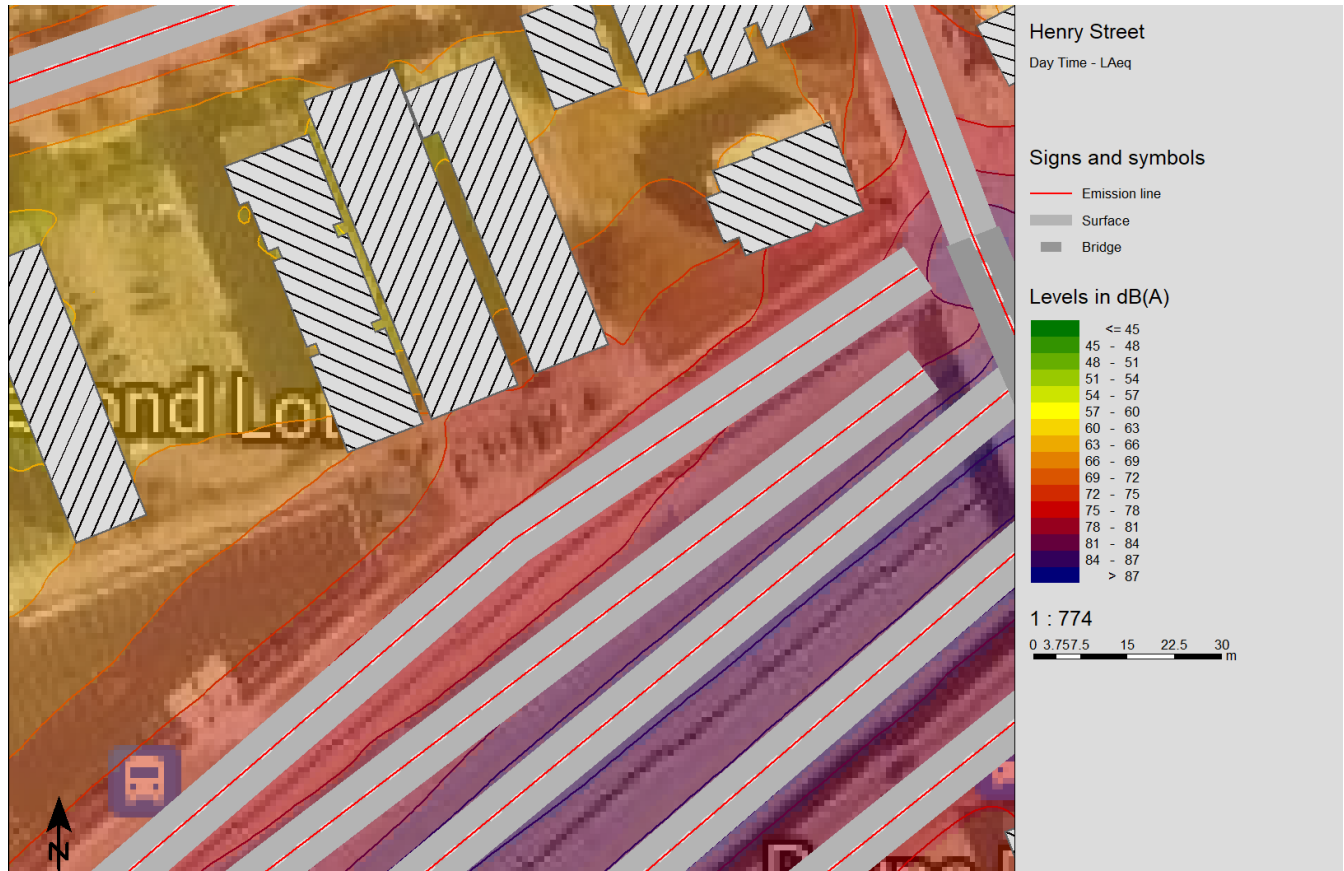 Henry Street
Day Time - LAeq
Signs and symbols
Emission line
Surface
Bridge
Levels in dB(A)
<= 45
45 - 48
48 - 51
51 - 54
54 - 57
57 - 60
60 - 63
63 - 66
66 - 69
69 - 72
72 - 75
75 - 78
78 - 81
81 - 84
84 - 87
> 87
1 : 774
0 3.757.5 15 22.5 30
m
N